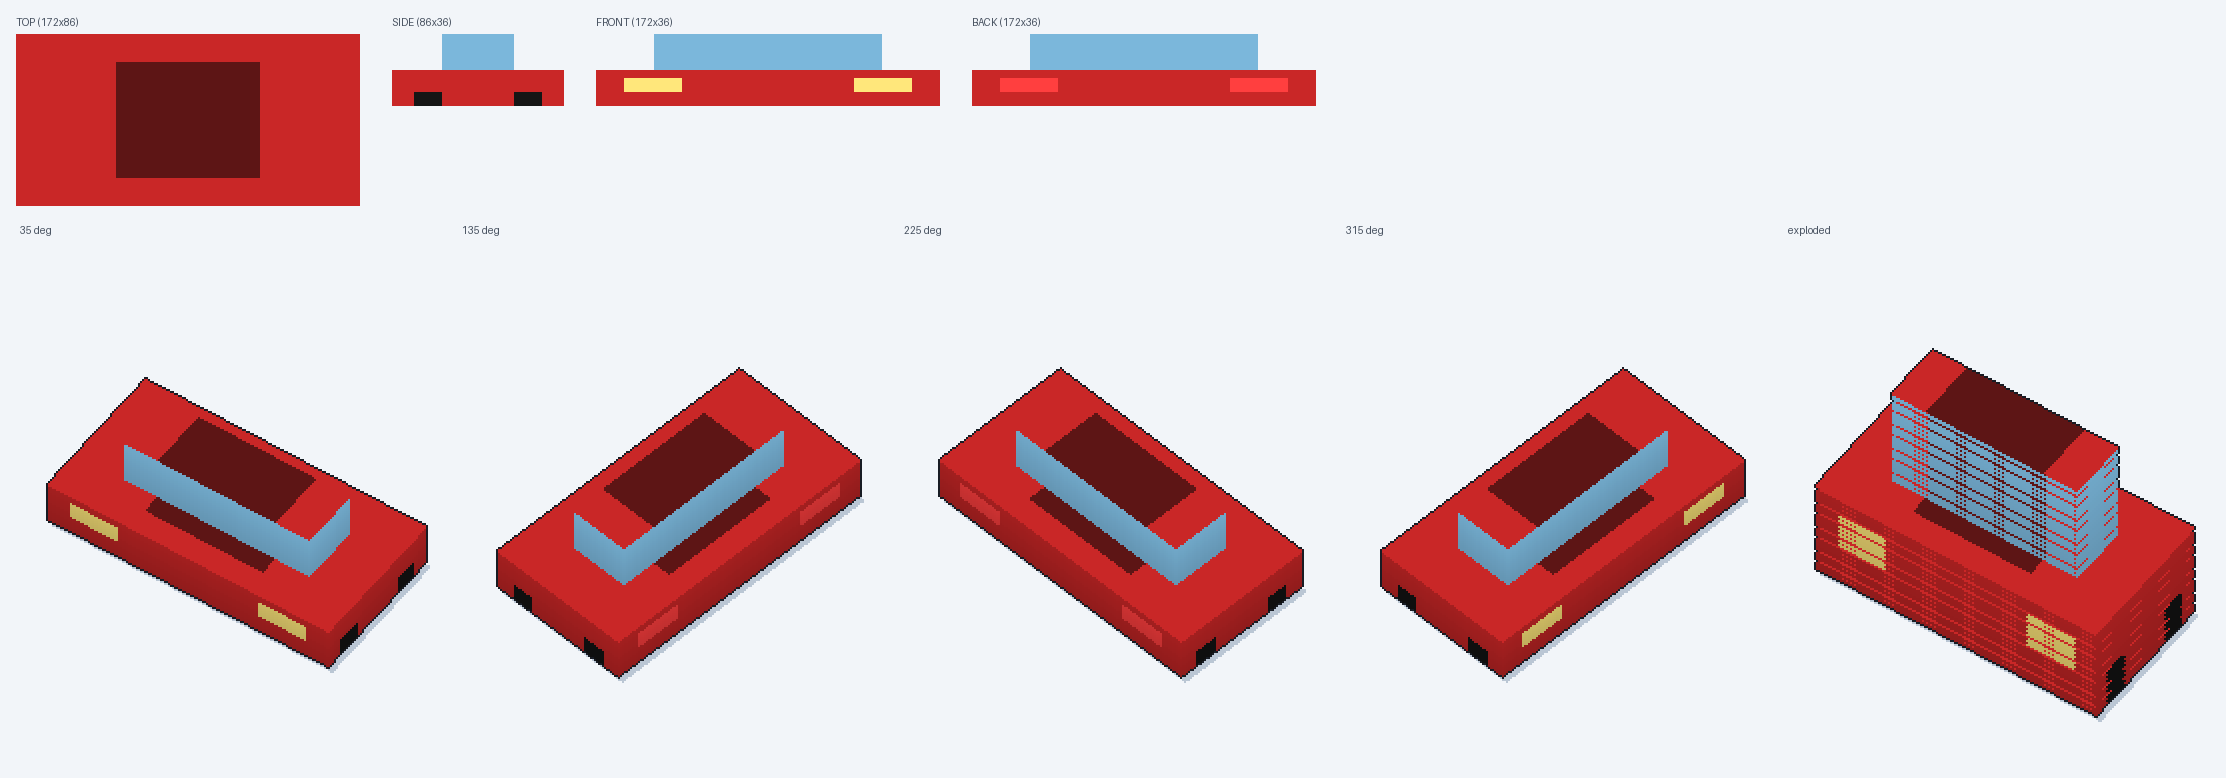 TOP (172x86)
SIDE (86x36)
FRONT (172x36)
BACK (172x36)
35 deg
135 deg
225 deg
315 deg
exploded